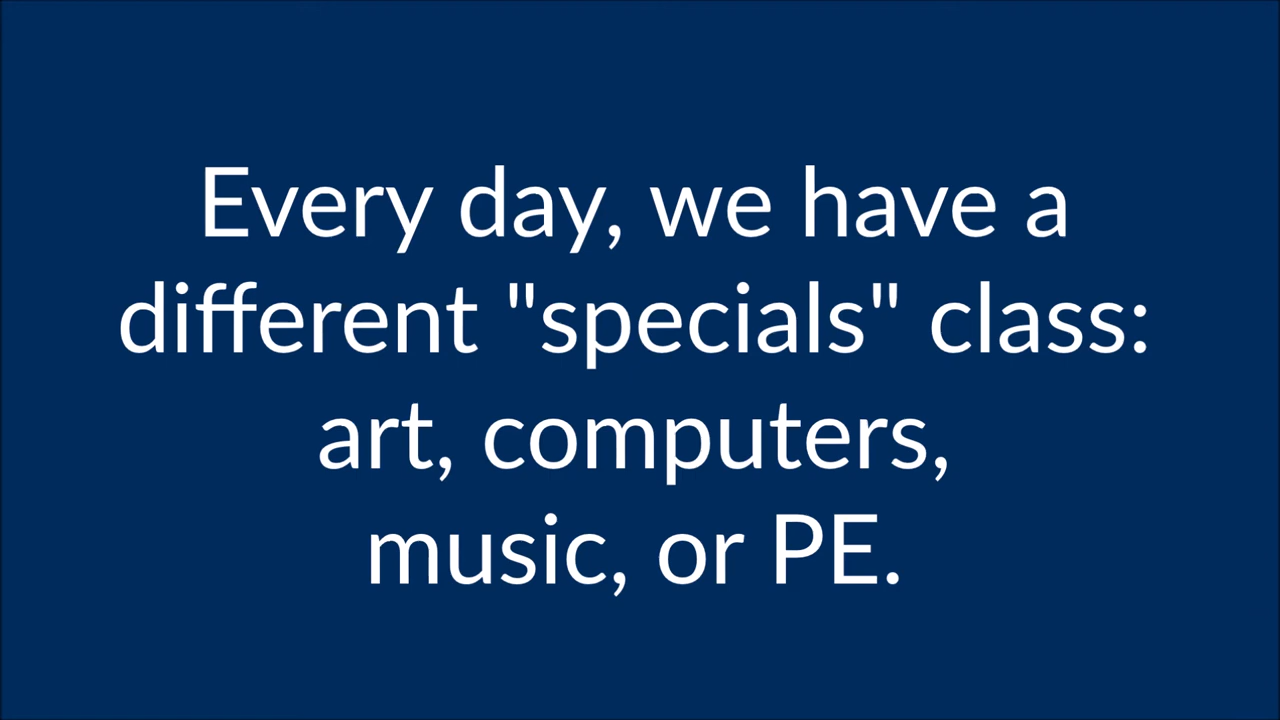 Every day, we have a
different "specials" class:
art, computers,
music, or PE.